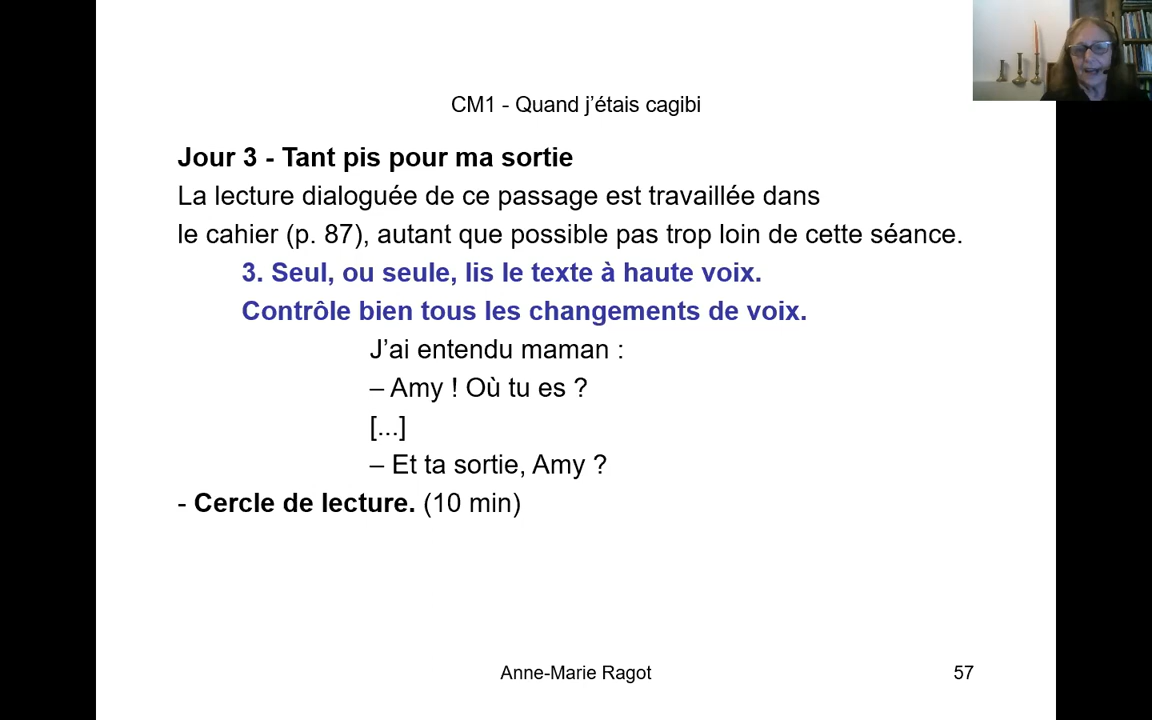 CM1 - Quand j’étais cagibi
Jour 3 - Tant pis pour ma sortie
La lecture dialoguée de ce passage est travaillée dans
le cahier (p. 87), autant que possible pas trop loin de cette séance.
3. Seul, ou seule, lis le texte à haute voix.
Contrôle bien tous les changements de voix.
J’ai entendu maman :
– Amy ! Où tu es ?
[...]
– Et ta sortie, Amy ?
- Cercle de lecture. (10 min)
Anne-Marie Ragot
57